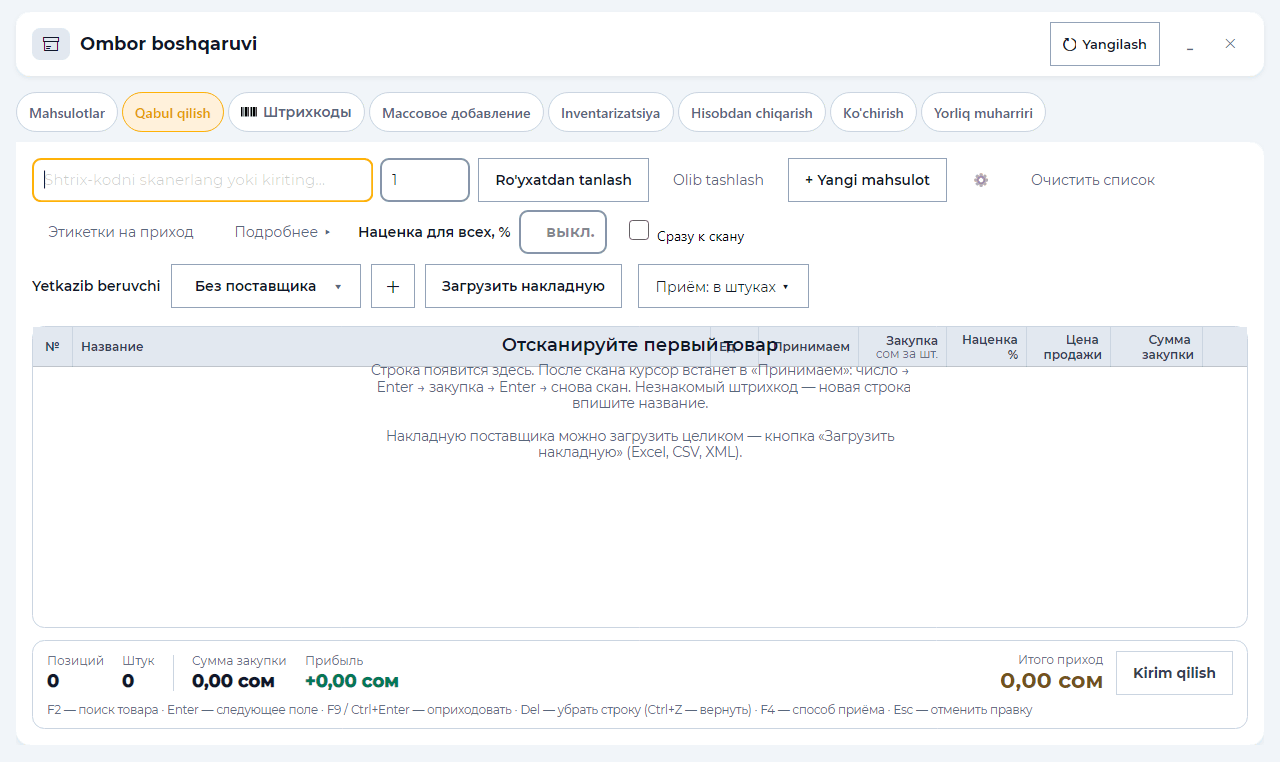 Ombor boshqaruvi
Yangilash
Mahsulotlar
Qabul qilish
Штрихкоды
Массовое добавление
Inventarizatsiya
Hisobdan chiqarish
Ko'chirish
Yorliq muharriri
Shtrix-kodni skanerlang yoki kiriting...
1
Ro'yxatdan tanlash
Olib tashlash
+ Yangi mahsulot
Очистить список
Этикетки на приход
Подробнее ▸
Наценка для всех, %
выкл.
Сразу к скану
Yetkazib beruvchi
Без поставщика ▾
+
Загрузить накладную
Приём: в штуках ▾
№
Название
Принимаем
Закупка
сом за шт.
Наценка
%
Цена
продажи
Сумма
закупки
Отсканируйте первый товар
Строка появится здесь. После скана курсор встанет в «Принимаем»: число →
Enter → закупка → Enter → снова скан. Незнакомый штрихкод — новая строка
впишите название.
Накладную поставщика можно загрузить целиком — кнопка «Загрузить
накладную» (Excel, CSV, XML).
Позиций
0
Штук
0
Сумма закупки
0,00 сом
Прибыль
+0,00 сом
Итого приход
0,00 сом
Kirim qilish
F2 — поиск товара · Enter — следующее поле · F9 / Ctrl+Enter — оприходовать · Del — убрать строку (Ctrl+Z — вернуть) · F4 — способ приёма · Esc — отменить правку